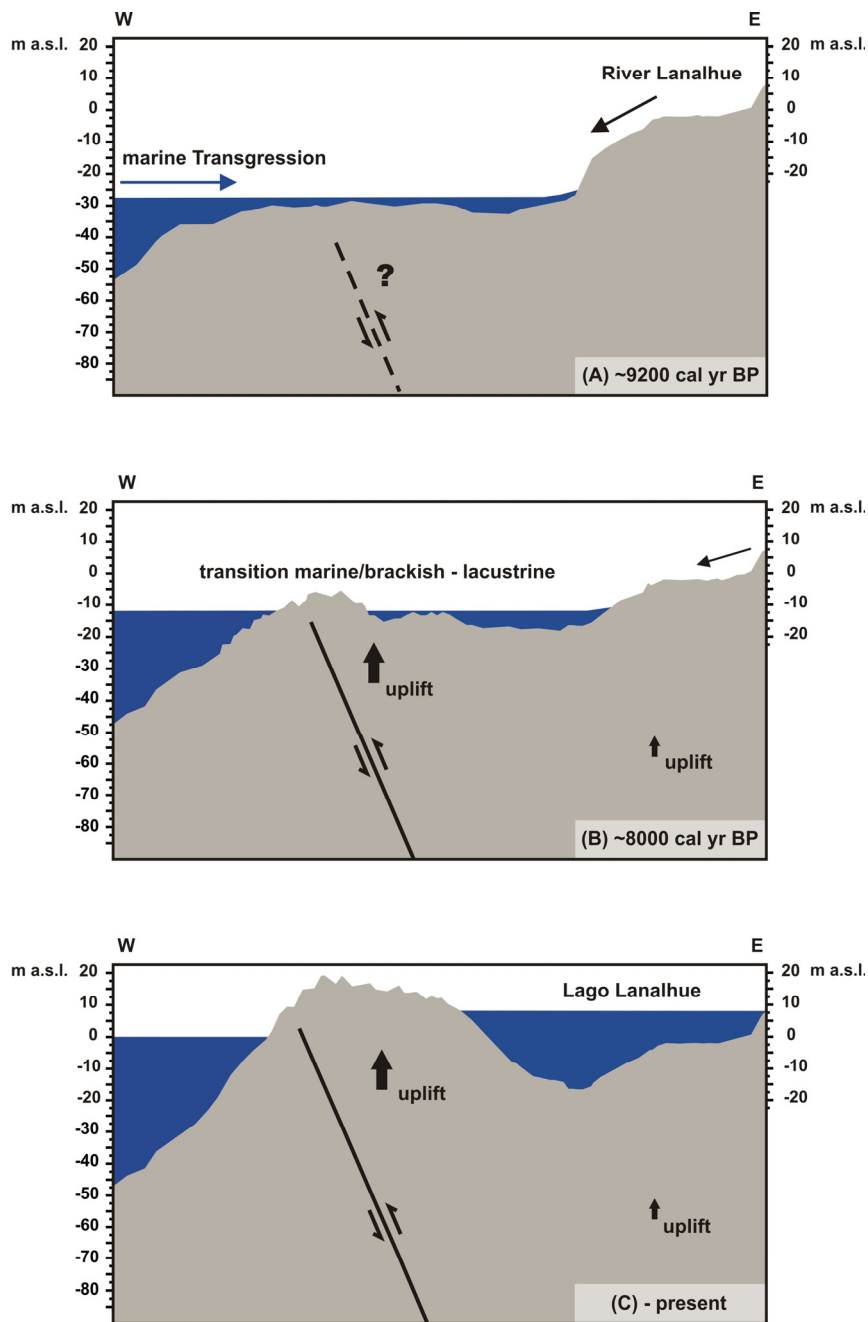 W E
m a.s.l. m a.s.l.
20 20
10 10
0 0
-10 -10
-20 -20
-30
-40
-50
-60
-70
-80
River Lanalhue
marine Transgression
?
(A) ~9200 cal yr BP
W E
m a.s.l. m a.s.l.
20 20
10 10
0 0
-10 -10
-20 -20
-30
-40
-50
-60
-70
-80
transition marine/brackish - lacustrine
uplift
uplift
(B) ~8000 cal yr BP
W E
m a.s.l. m a.s.l.
20 20
10 10
0 0
-10 -10
-20 -20
-30
-40
-50
-60
-70
-80
Lago Lanalhue
uplift
uplift
(C) - present